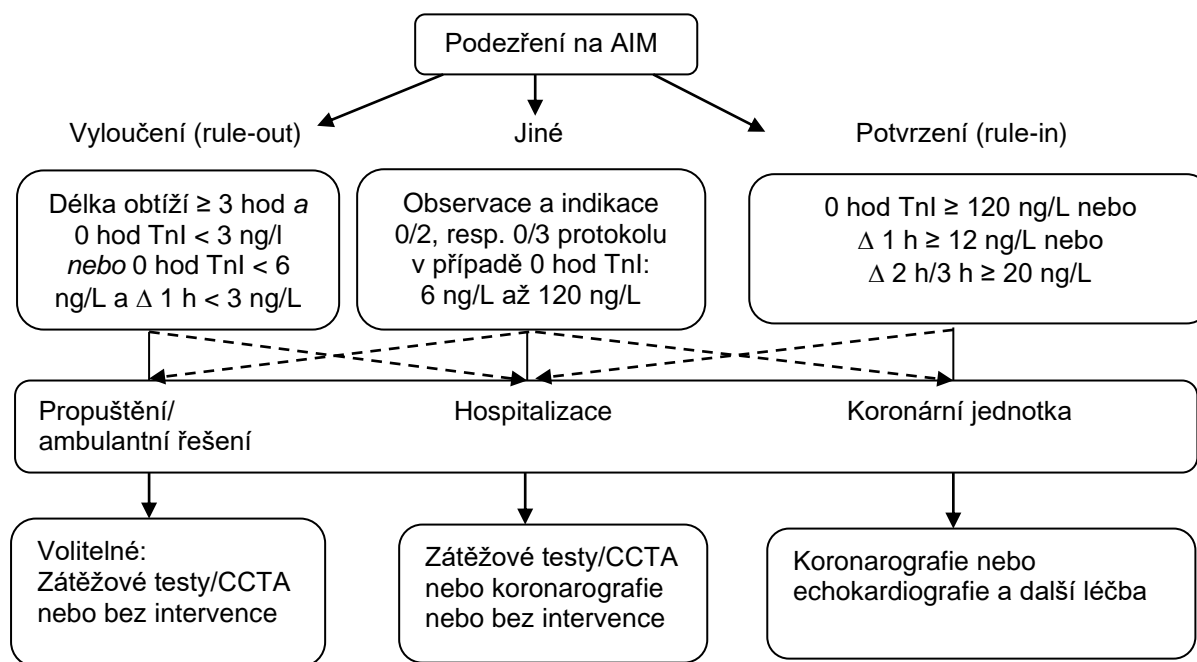 Podezření na AIM
Vyloučení (rule-out)
Jiné
Potvrzení (rule-in)
Délka obtíží ≥ 3 hod a
0 hod TnI < 3 ng/l
nebo 0 hod TnI < 6
ng/L a Δ 1 h < 3 ng/L
Observace a indikace
0/2, resp. 0/3 protokolu
v případě 0 hod TnI:
6 ng/L až 120 ng/L
0 hod TnI ≥ 120 ng/L nebo
Δ 1 h ≥ 12 ng/L nebo
Δ 2 h/3 h ≥ 20 ng/L
Propuštění/
ambulantní řešení
Hospitalizace
Koronární jednotka
Volitelné:
Zátěžové testy/CCTA
nebo bez intervence
Zátěžové testy/CCTA
nebo koronarografie
nebo bez intervence
Koronarografie nebo
echokardiografie a další léčba